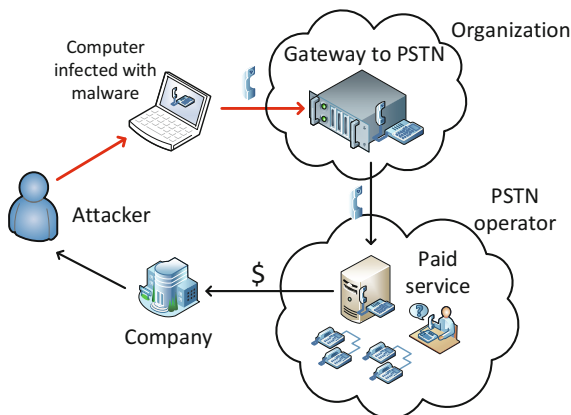 Computer
infected with
malware
Organization
Gateway to PSTN
Attacker
PSTN
operator
Paid
service
?
$
Company